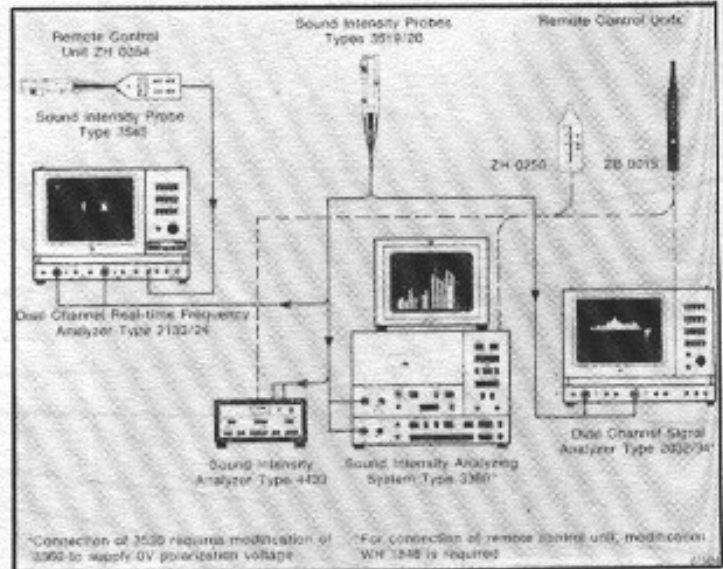 Remote Control
Unit ZH 0354
Sound Intensity Probes
Types 3519/20
Remote Control Units
Sound Intensity Probe
Type 3545
ZH 0250
ZB 0015
Dual Channel Real-time Frequency
Analyzer Type 2133/24
Sound Intensity
Analyzer Type 4433
Sound Intensity Analyzing
System Type 3360
Dual Channel Signal
Analyzer Type 2032/34*
*Connection of 3520 requires modification of
3360 to supply 0V polarization voltage
For connection of remote control unit, modification
WH 1846 is required